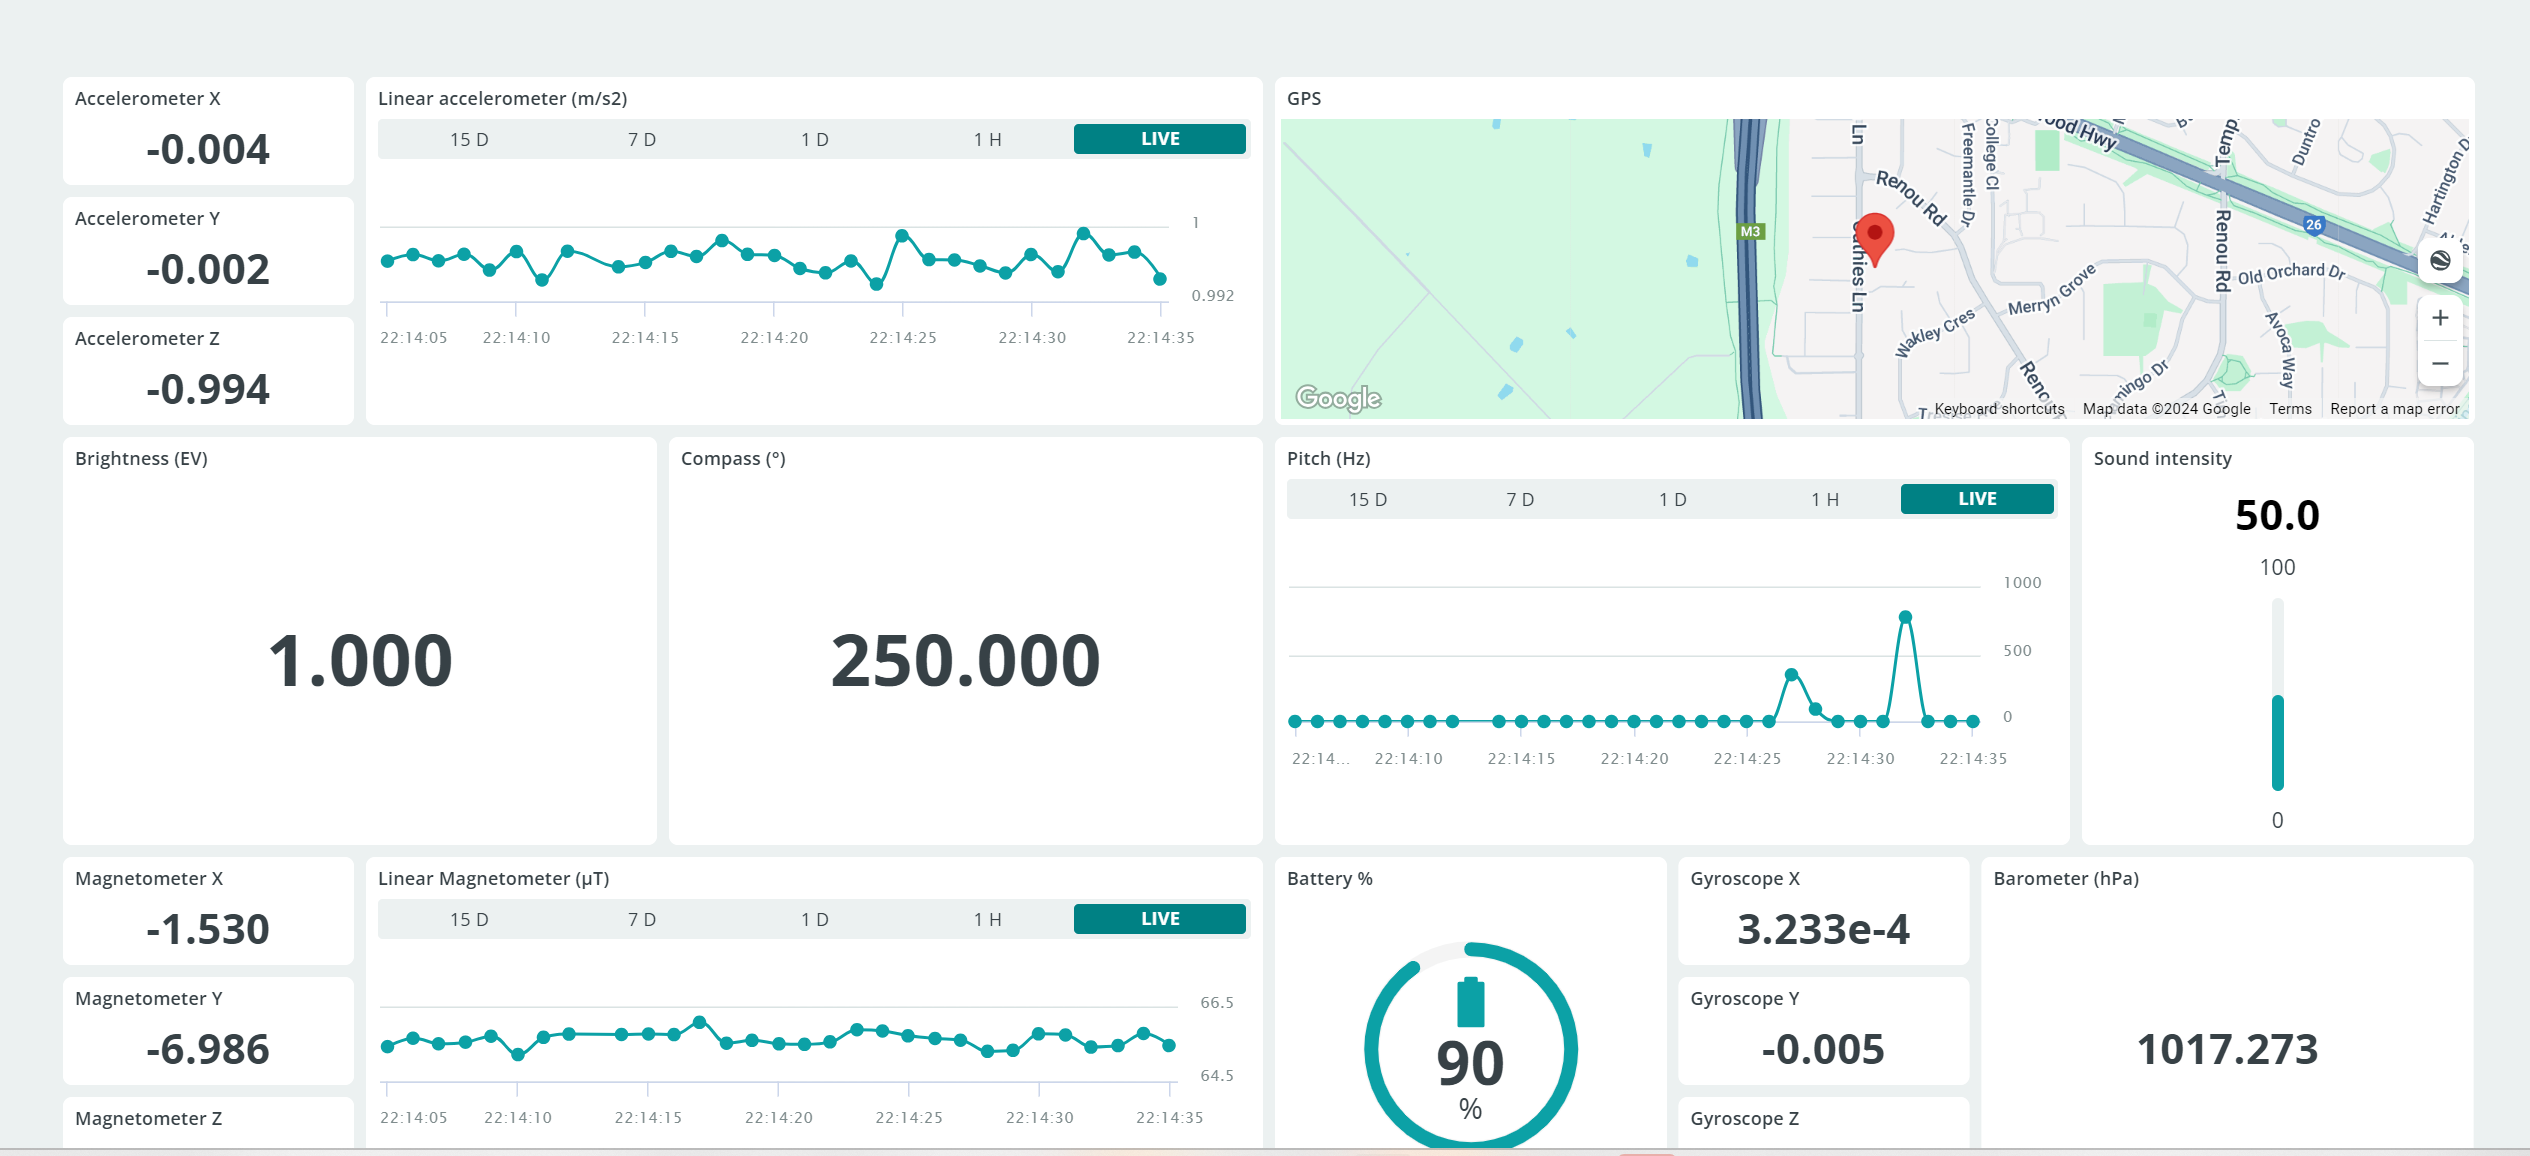 Accelerometer X
-0.004
Accelerometer Y
-0.002
Accelerometer Z
-0.994
Linear accelerometer (m/s2)
15 D 7 D 1 D 1 H LIVE
1
0.992
22:14:05 22:14:10 22:14:15 22:14:20 22:14:25 22:14:30 22:14:35
GPS
M3
Ln
Renou Rd
Freemantle Dr
College Cl
Temp
Duntro
Hartington D
26
Renou Rd
Old Orchard Dr
Merryn Grove
Wakley Cres
Avoca Way
Ln
Google
Keyboard shortcuts Map data ©2024 Google Terms Report a map error
Brightness (EV)
1.000
Compass (°)
250.000
Pitch (Hz)
15 D 7 D 1 D 1 H LIVE
1000
500
0
22:14... 22:14:10 22:14:15 22:14:20 22:14:25 22:14:30 22:14:35
Sound intensity
50.0
100
0
Magnetometer X
-1.530
Magnetometer Y
-6.986
Magnetometer Z
Linear Magnetometer (μT)
15 D 7 D 1 D 1 H LIVE
66.5
64.5
22:14:05 22:14:10 22:14:15 22:14:20 22:14:25 22:14:30 22:14:35
Battery %
90
%
Gyroscope X
3.233e-4
Gyroscope Y
-0.005
Gyroscope Z
Barometer (hPa)
1017.273